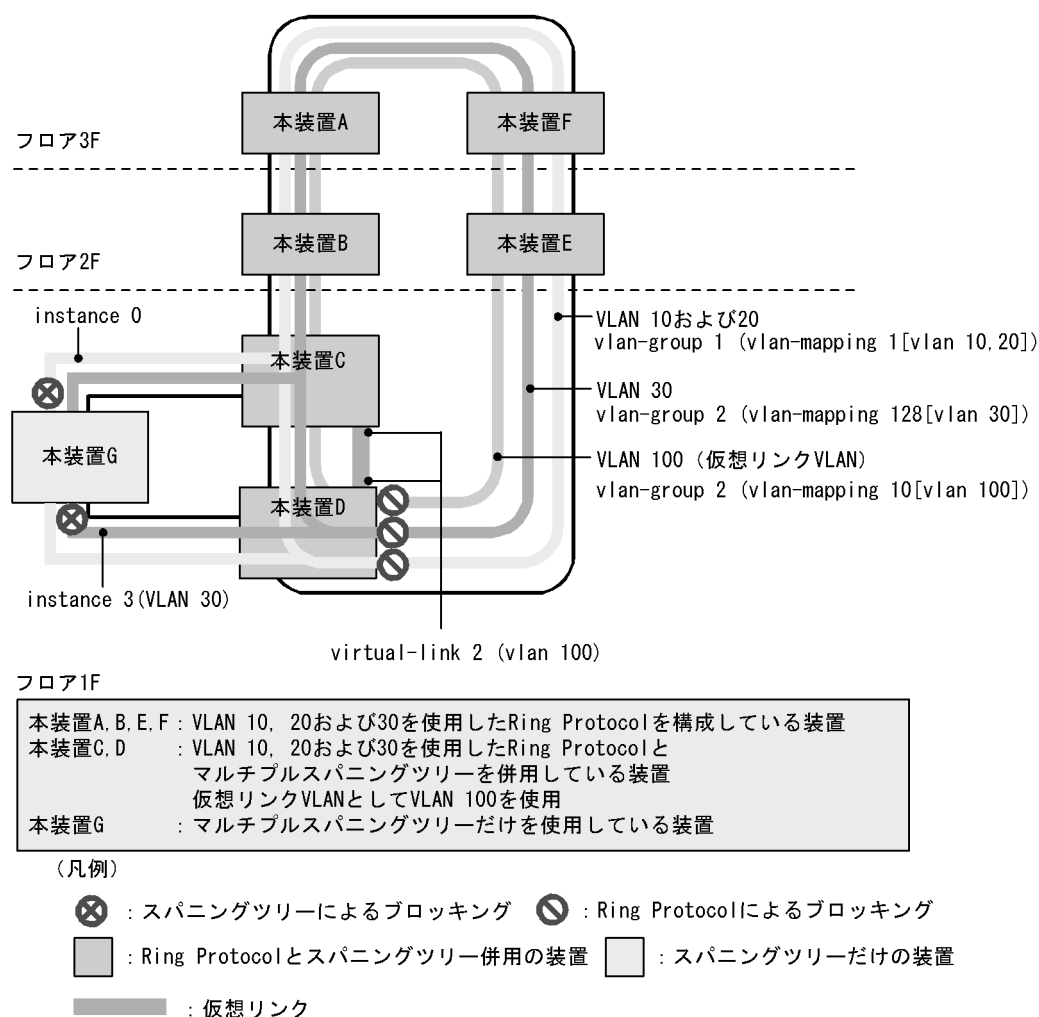 本装置A
本装置F
フロア3F
本装置B
本装置E
フロア2F
instance 0
VLAN 10および20
vlan-group 1 (vlan-mapping 1[vlan 10,20])
本装置C
VLAN 30
vlan-group 2 (vlan-mapping 128[vlan 30])
本装置G
VLAN 100（仮想リンクVLAN）
vlan-group 2 (vlan-mapping 10[vlan 100])
本装置D
instance 3(VLAN 30)
virtual-link 2 (vlan 100)
フロア1F
本装置A,B,E,F：VLAN 10, 20および30を使用したRing Protocolを構成している装置
本装置C,D ：VLAN 10, 20および30を使用したRing Protocolと
マルチプルスパニングツリーを併用している装置
仮想リンクVLANとしてVLAN 100を使用
本装置G ：マルチプルスパニングツリーだけを使用している装置
（凡例）
：スパニングツリーによるブロッキング ：Ring Protocolによるブロッキング
：Ring Protocolとスパニングツリー併用の装置 ：スパニングツリーだけの装置
：仮想リンク